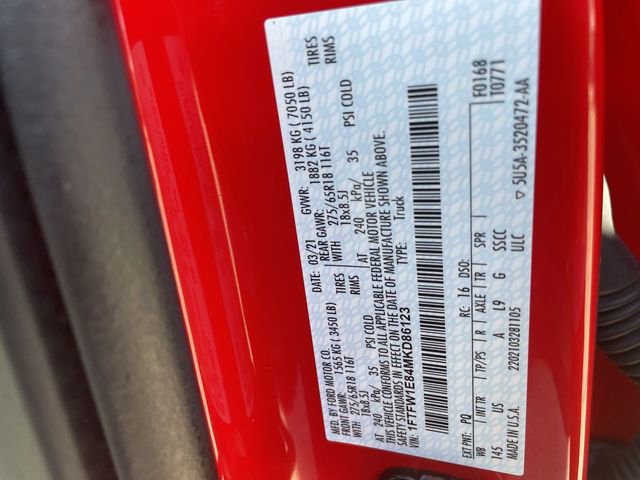 MFD. BY FORD MOTOR CO.
DATE: 03/21 GVWR: 3198 KG ( 7050 LB)
FRONT GAWR: 1565 KG ( 3450 LB) REAR GAWR: 1882 KG ( 4150 LB)
275/65R18 116T TIRES WITH 275/65R18 116T TIRES
18x8.5J RIMS 18x8.5J RIMS
AT 240 kPa/ 35 PSI COLD AT 240 kPa/ 35 PSI COLD
THIS VEHICLE CONFORMS TO ALL APPLICABLE FEDERAL MOTOR VEHICLE
SAFETY STANDARDS IN EFFECT ON THE DATE OF MANUFACTURE SHOWN ABOVE.
VIN: 1FTFW1E84MKD86123 TYPE: Truck
F0168
T0771
EXT PNT: PQ RC: 16 DSO:
WB INT TR TP/PS R AXLE TR SPR
145 US A L9 G SSCC
MADE IN U.S.A. 2202103281105 ULC
▽ 5U5A-3520472-AA